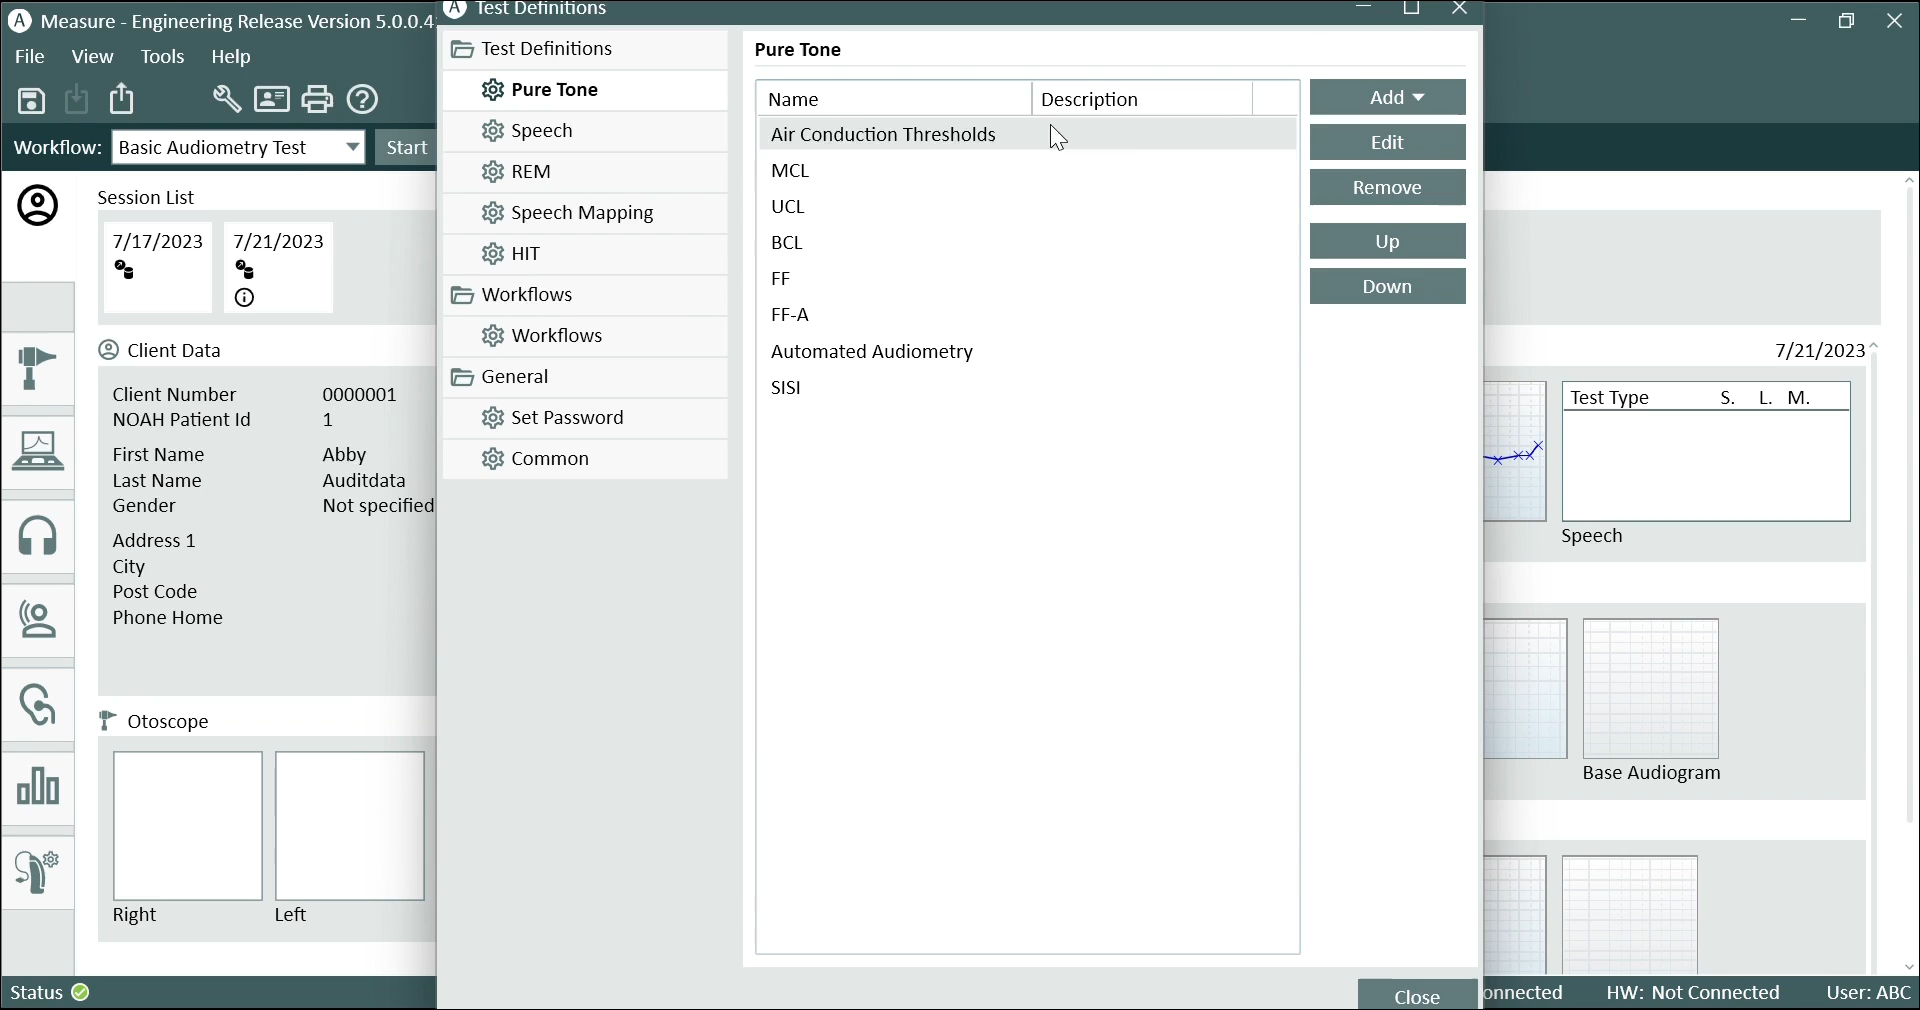 Measure - Engineering Release Version 5.0.0.4
File View Tools Help
Workflow: Basic Audiometry Test Start
Session List
7/17/2023 7/21/2023
Client Data
Client Number 0000001
NOAH Patient Id 1
First Name Abby
Last Name Auditdata
Gender Not specified
Address 1
City
Post Code
Phone Home
Otoscope
Right Left
Status
Test Definitions
Test Definitions
Pure Tone
Speech
REM
Speech Mapping
HIT
Workflows
Workflows
General
Set Password
Common
Pure Tone
Name Description
Air Conduction Thresholds
MCL
UCL
BCL
FF
FF-A
Automated Audiometry
SISI
Add
Edit
Remove
Up
Down
Close
7/21/2023
Test Type S. L. M.
Speech
Base Audiogram
onnected HW: Not Connected User: ABC